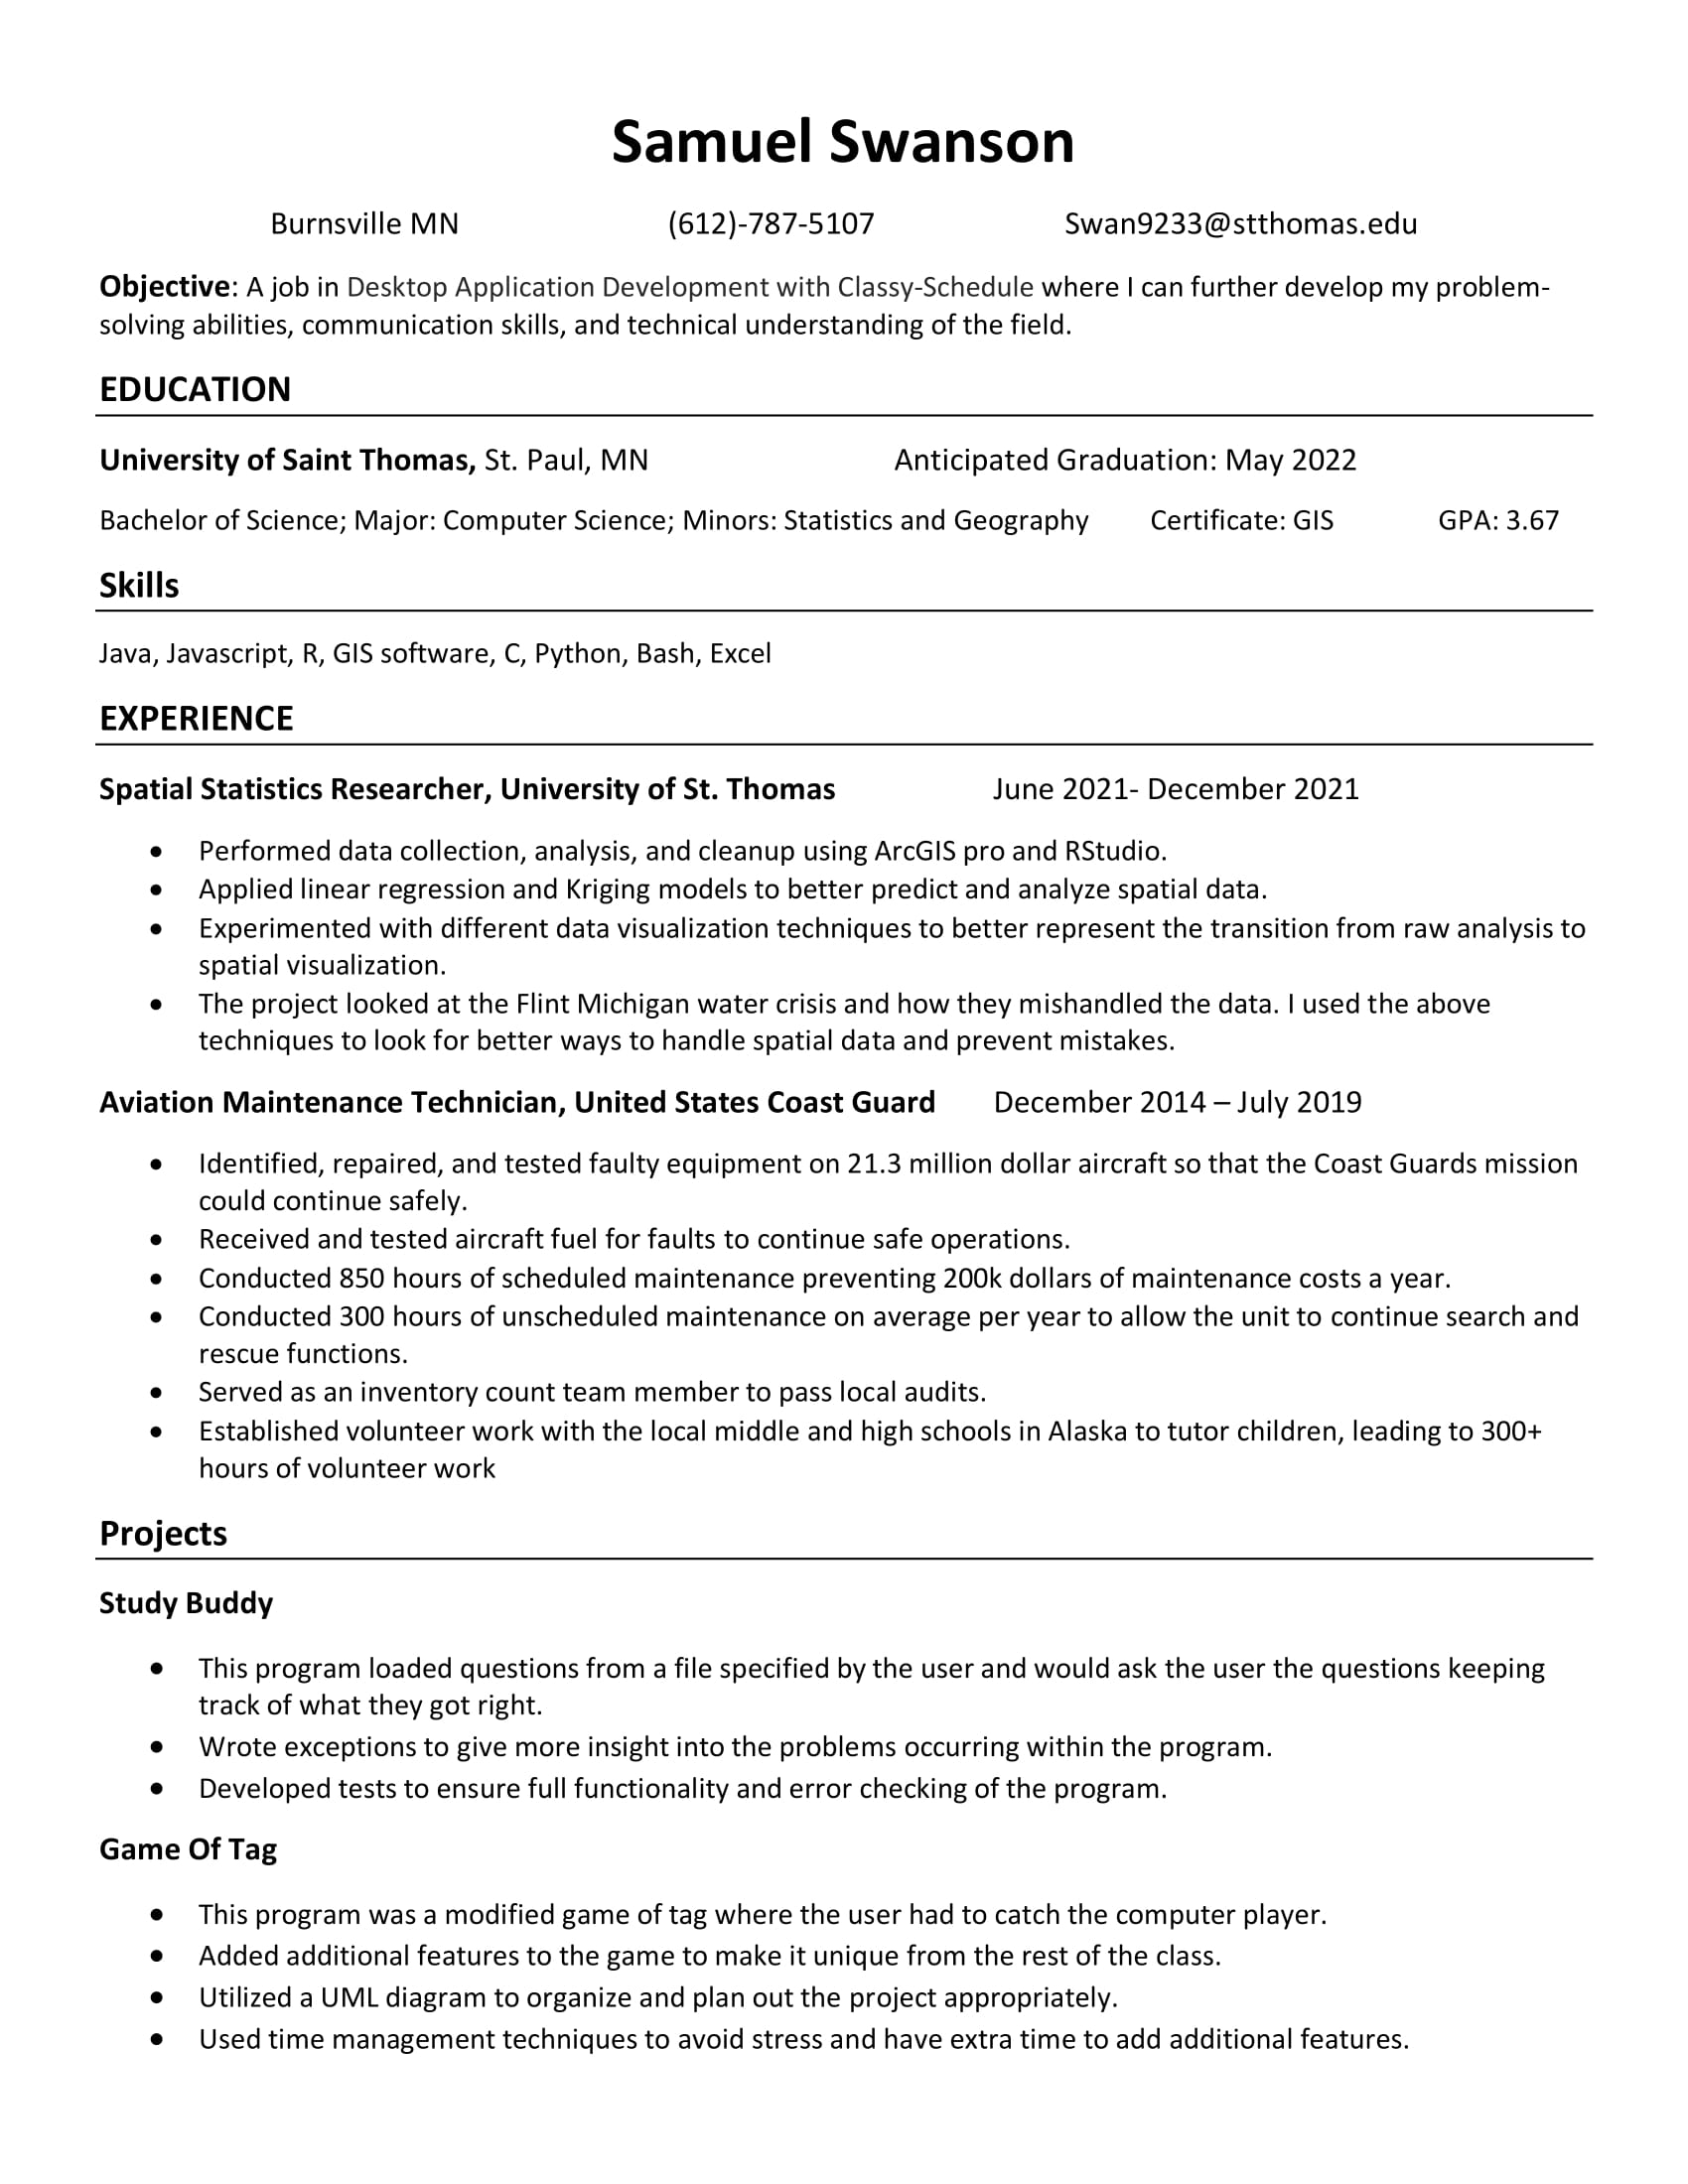 Samuel Swanson
Burnsville MN (612)-787-5107 Swan9233@stthomas.edu
Objective: A job in Desktop Application Development with Classy-Schedule where I can further develop my problem-
solving abilities, communication skills, and technical understanding of the field.
EDUCATION
University of Saint Thomas, St. Paul, MN Anticipated Graduation: May 2022
Bachelor of Science; Major: Computer Science; Minors: Statistics and Geography Certificate: GIS GPA: 3.67
Skills
Java, Javascript, R, GIS software, C, Python, Bash, Excel
EXPERIENCE
Spatial Statistics Researcher, University of St. Thomas June 2021- December 2021
• Performed data collection, analysis, and cleanup using ArcGIS pro and RStudio.
• Applied linear regression and Kriging models to better predict and analyze spatial data.
• Experimented with different data visualization techniques to better represent the transition from raw analysis to
spatial visualization.
• The project looked at the Flint Michigan water crisis and how they mishandled the data. I used the above
techniques to look for better ways to handle spatial data and prevent mistakes.
Aviation Maintenance Technician, United States Coast Guard December 2014 – July 2019
• Identified, repaired, and tested faulty equipment on 21.3 million dollar aircraft so that the Coast Guards mission
could continue safely.
• Received and tested aircraft fuel for faults to continue safe operations.
• Conducted 850 hours of scheduled maintenance preventing 200k dollars of maintenance costs a year.
• Conducted 300 hours of unscheduled maintenance on average per year to allow the unit to continue search and
rescue functions.
• Served as an inventory count team member to pass local audits.
• Established volunteer work with the local middle and high schools in Alaska to tutor children, leading to 300+
hours of volunteer work
Projects
Study Buddy
• This program loaded questions from a file specified by the user and would ask the user the questions keeping
track of what they got right.
• Wrote exceptions to give more insight into the problems occurring within the program.
• Developed tests to ensure full functionality and error checking of the program.
Game Of Tag
• This program was a modified game of tag where the user had to catch the computer player.
• Added additional features to the game to make it unique from the rest of the class.
• Utilized a UML diagram to organize and plan out the project appropriately.
• Used time management techniques to avoid stress and have extra time to add additional features.